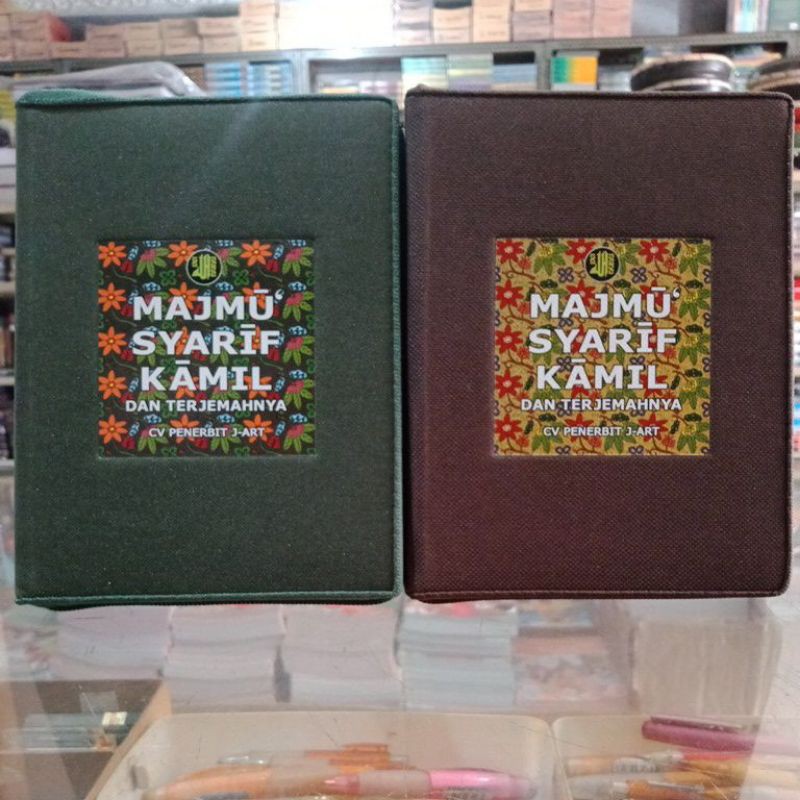 MAJMŪ‘
SYARĪF
KĀMIL
DAN TERJEMAHNYA
CV PENERBIT J-ART
MAJMŪ‘
SYARĪF
KĀMIL
DAN TERJEMAHNYA
CV PENERBIT J-ART